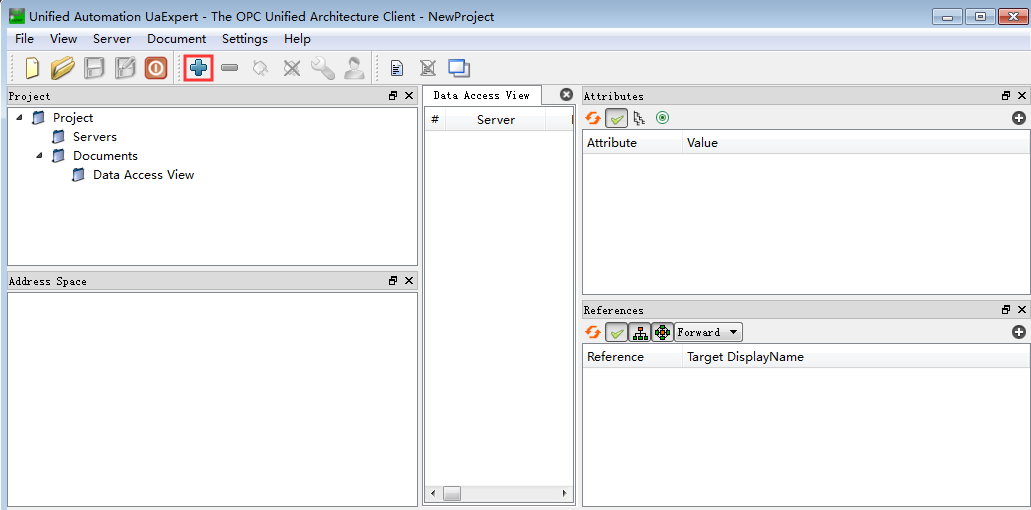 Unified Automation UaExpert - The OPC Unified Architecture Client - NewProject
File View Server Document Settings Help
Project
Project
Servers
Documents
Data Access View
Address Space
Data Access View
# Server
Attributes
Attribute Value
References
Forward
Reference Target DisplayName